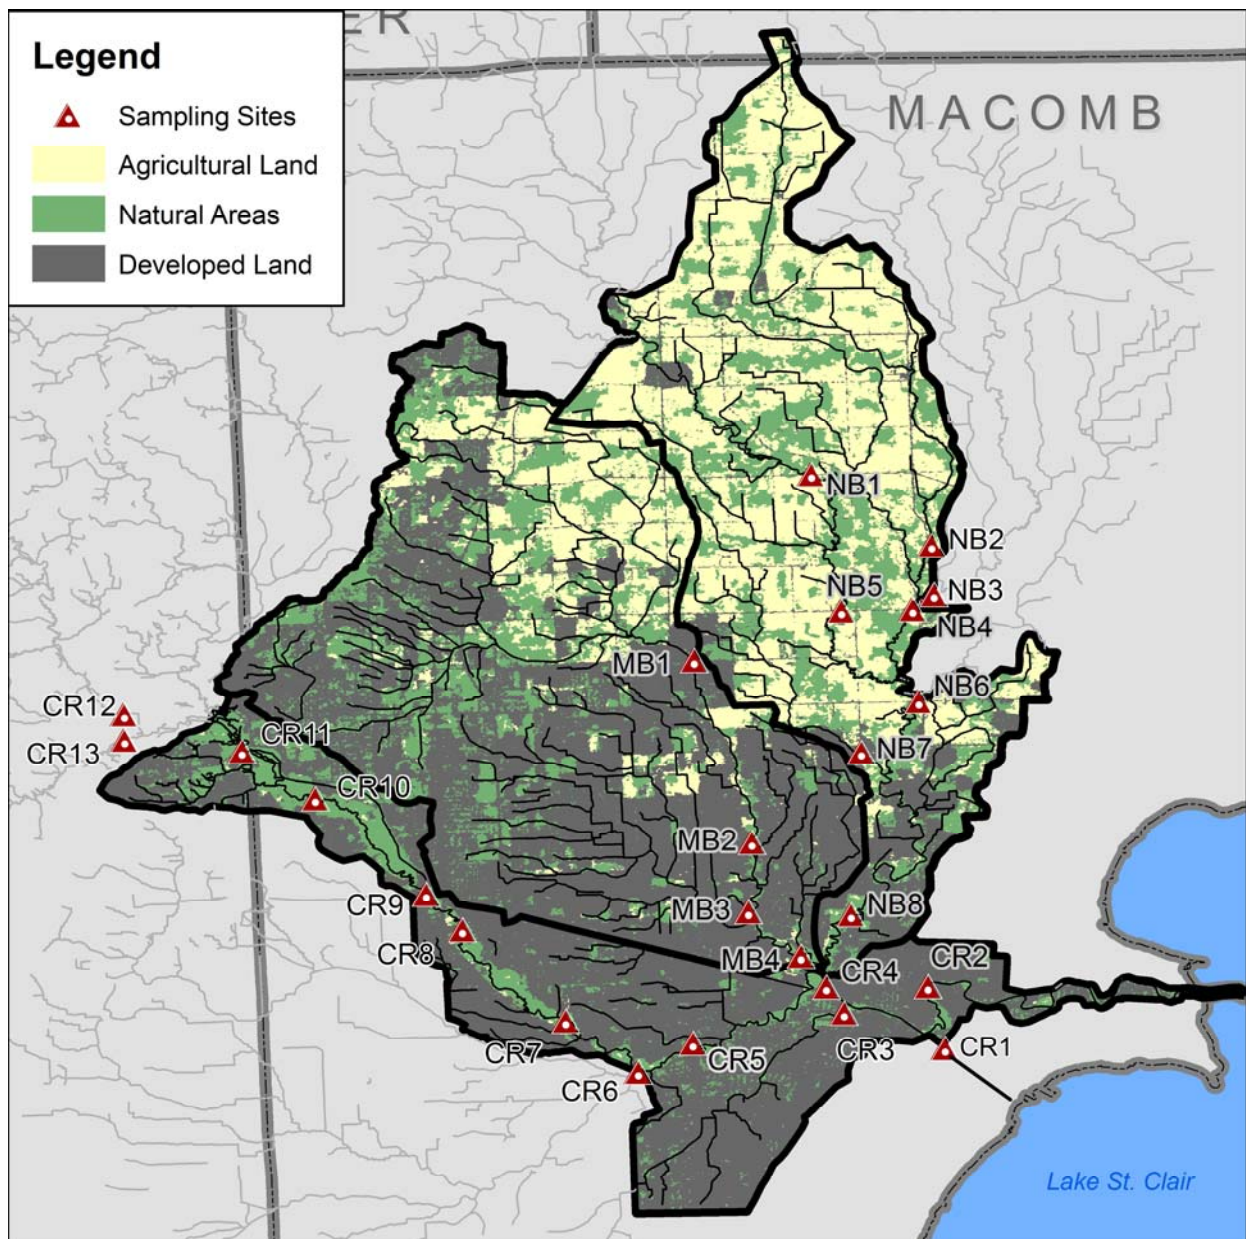 ER
Legend
Sampling Sites
Agricultural Land
Natural Areas
Developed Land
MACOMB
NB1
NB2
NB3
NB5
NB4
MB1
NB6
CR12
CR11
CR13
NB7
CR10
MB2
CR9
MB3
NB8
CR8
MB4
CR4
CR2
CR7
CR5
CR3
CR1
CR6
Lake St. Clair